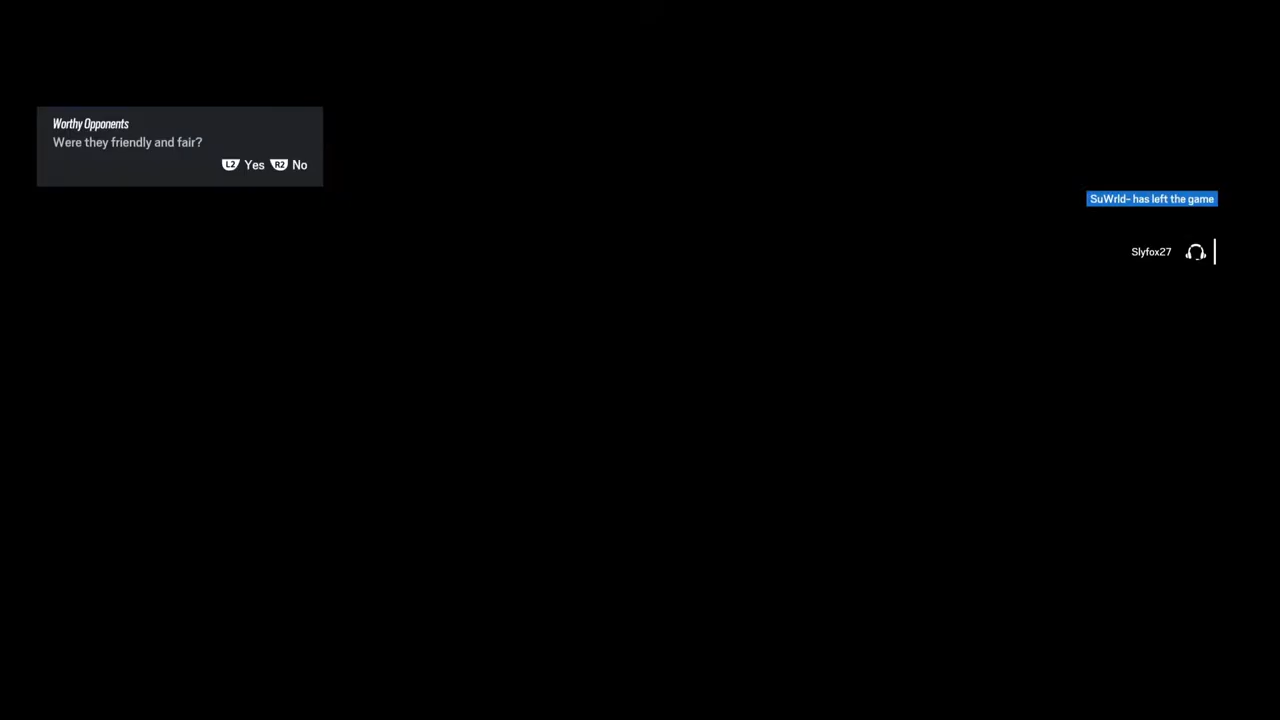 Worthy Opponents
Were they friendly and fair?
L2 Yes R2 No
SuWrld- has left the game
Slyfox27